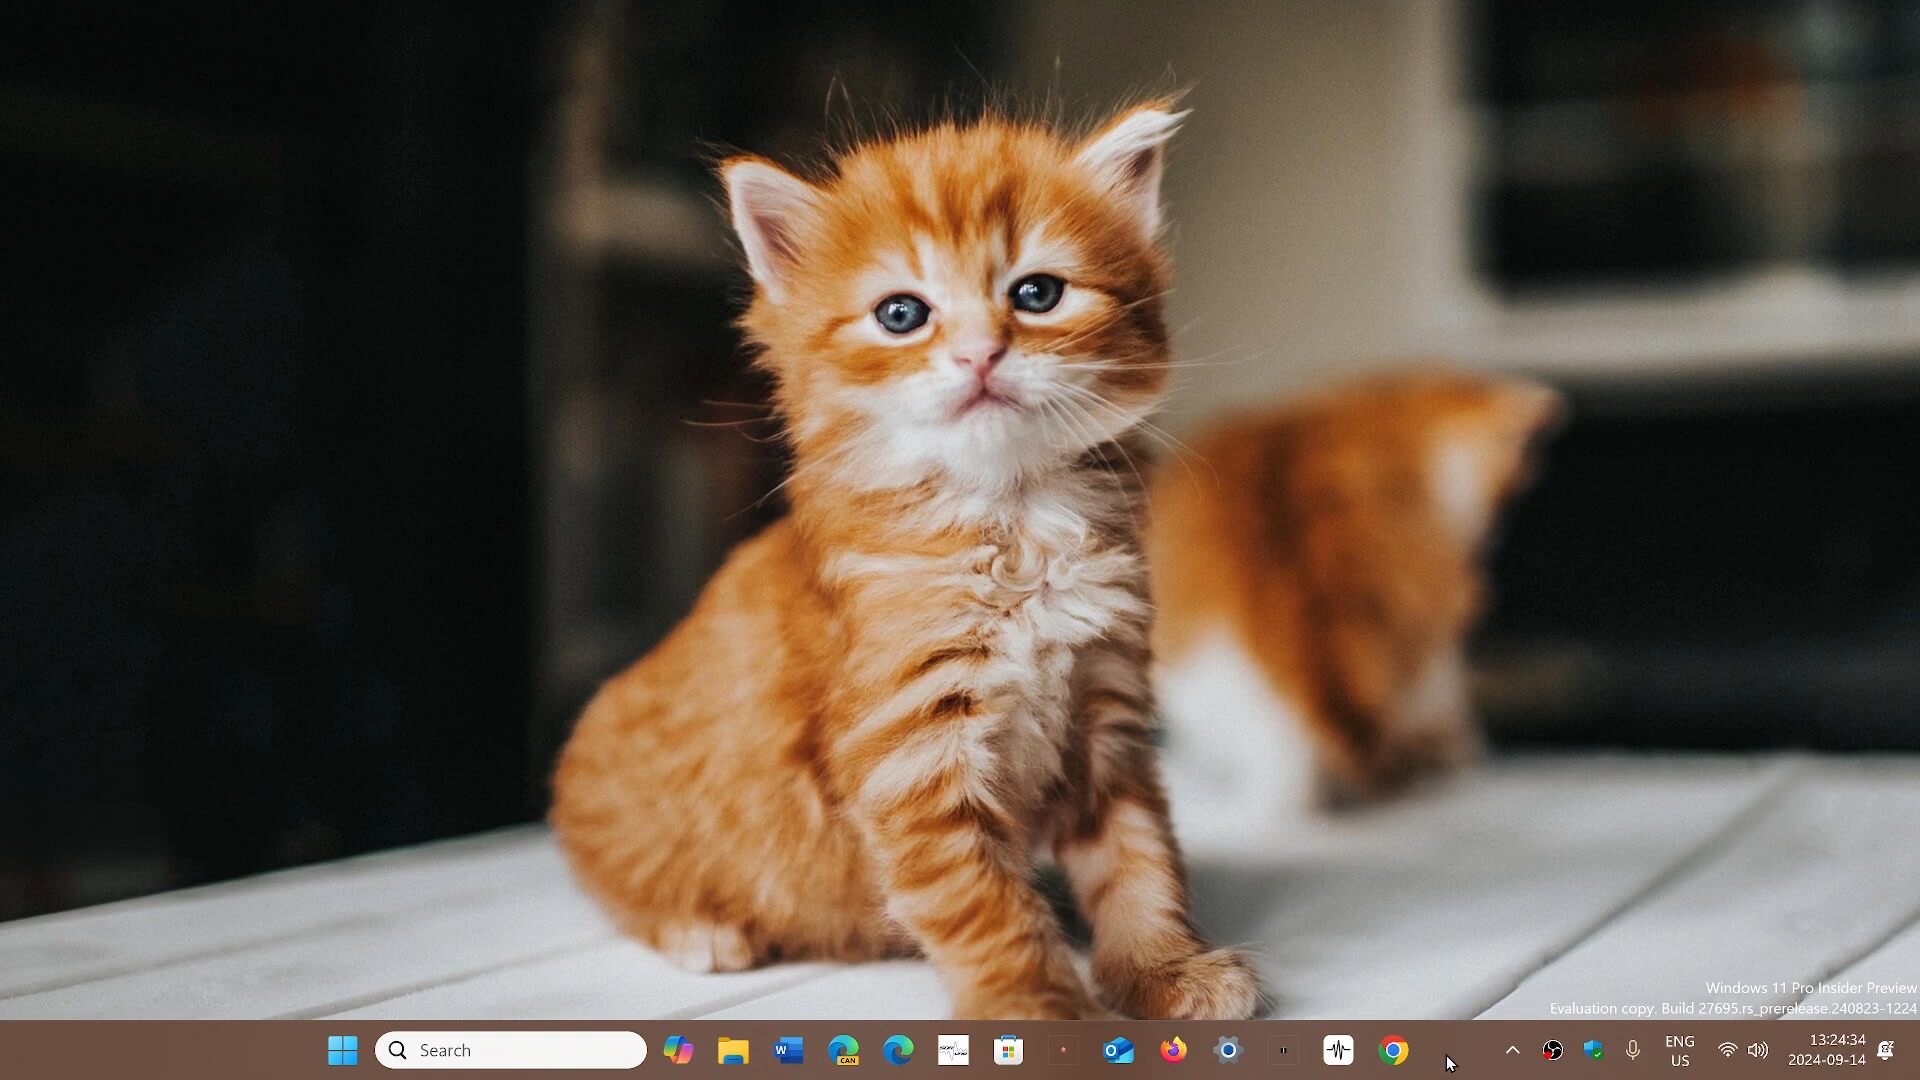 Windows 11 Pro Insider Preview
Evaluation copy. Build 27695.rs_prerelease.240823-1224
Search
W
CAN
O
ENG
US
13:24:34
2024-09-14